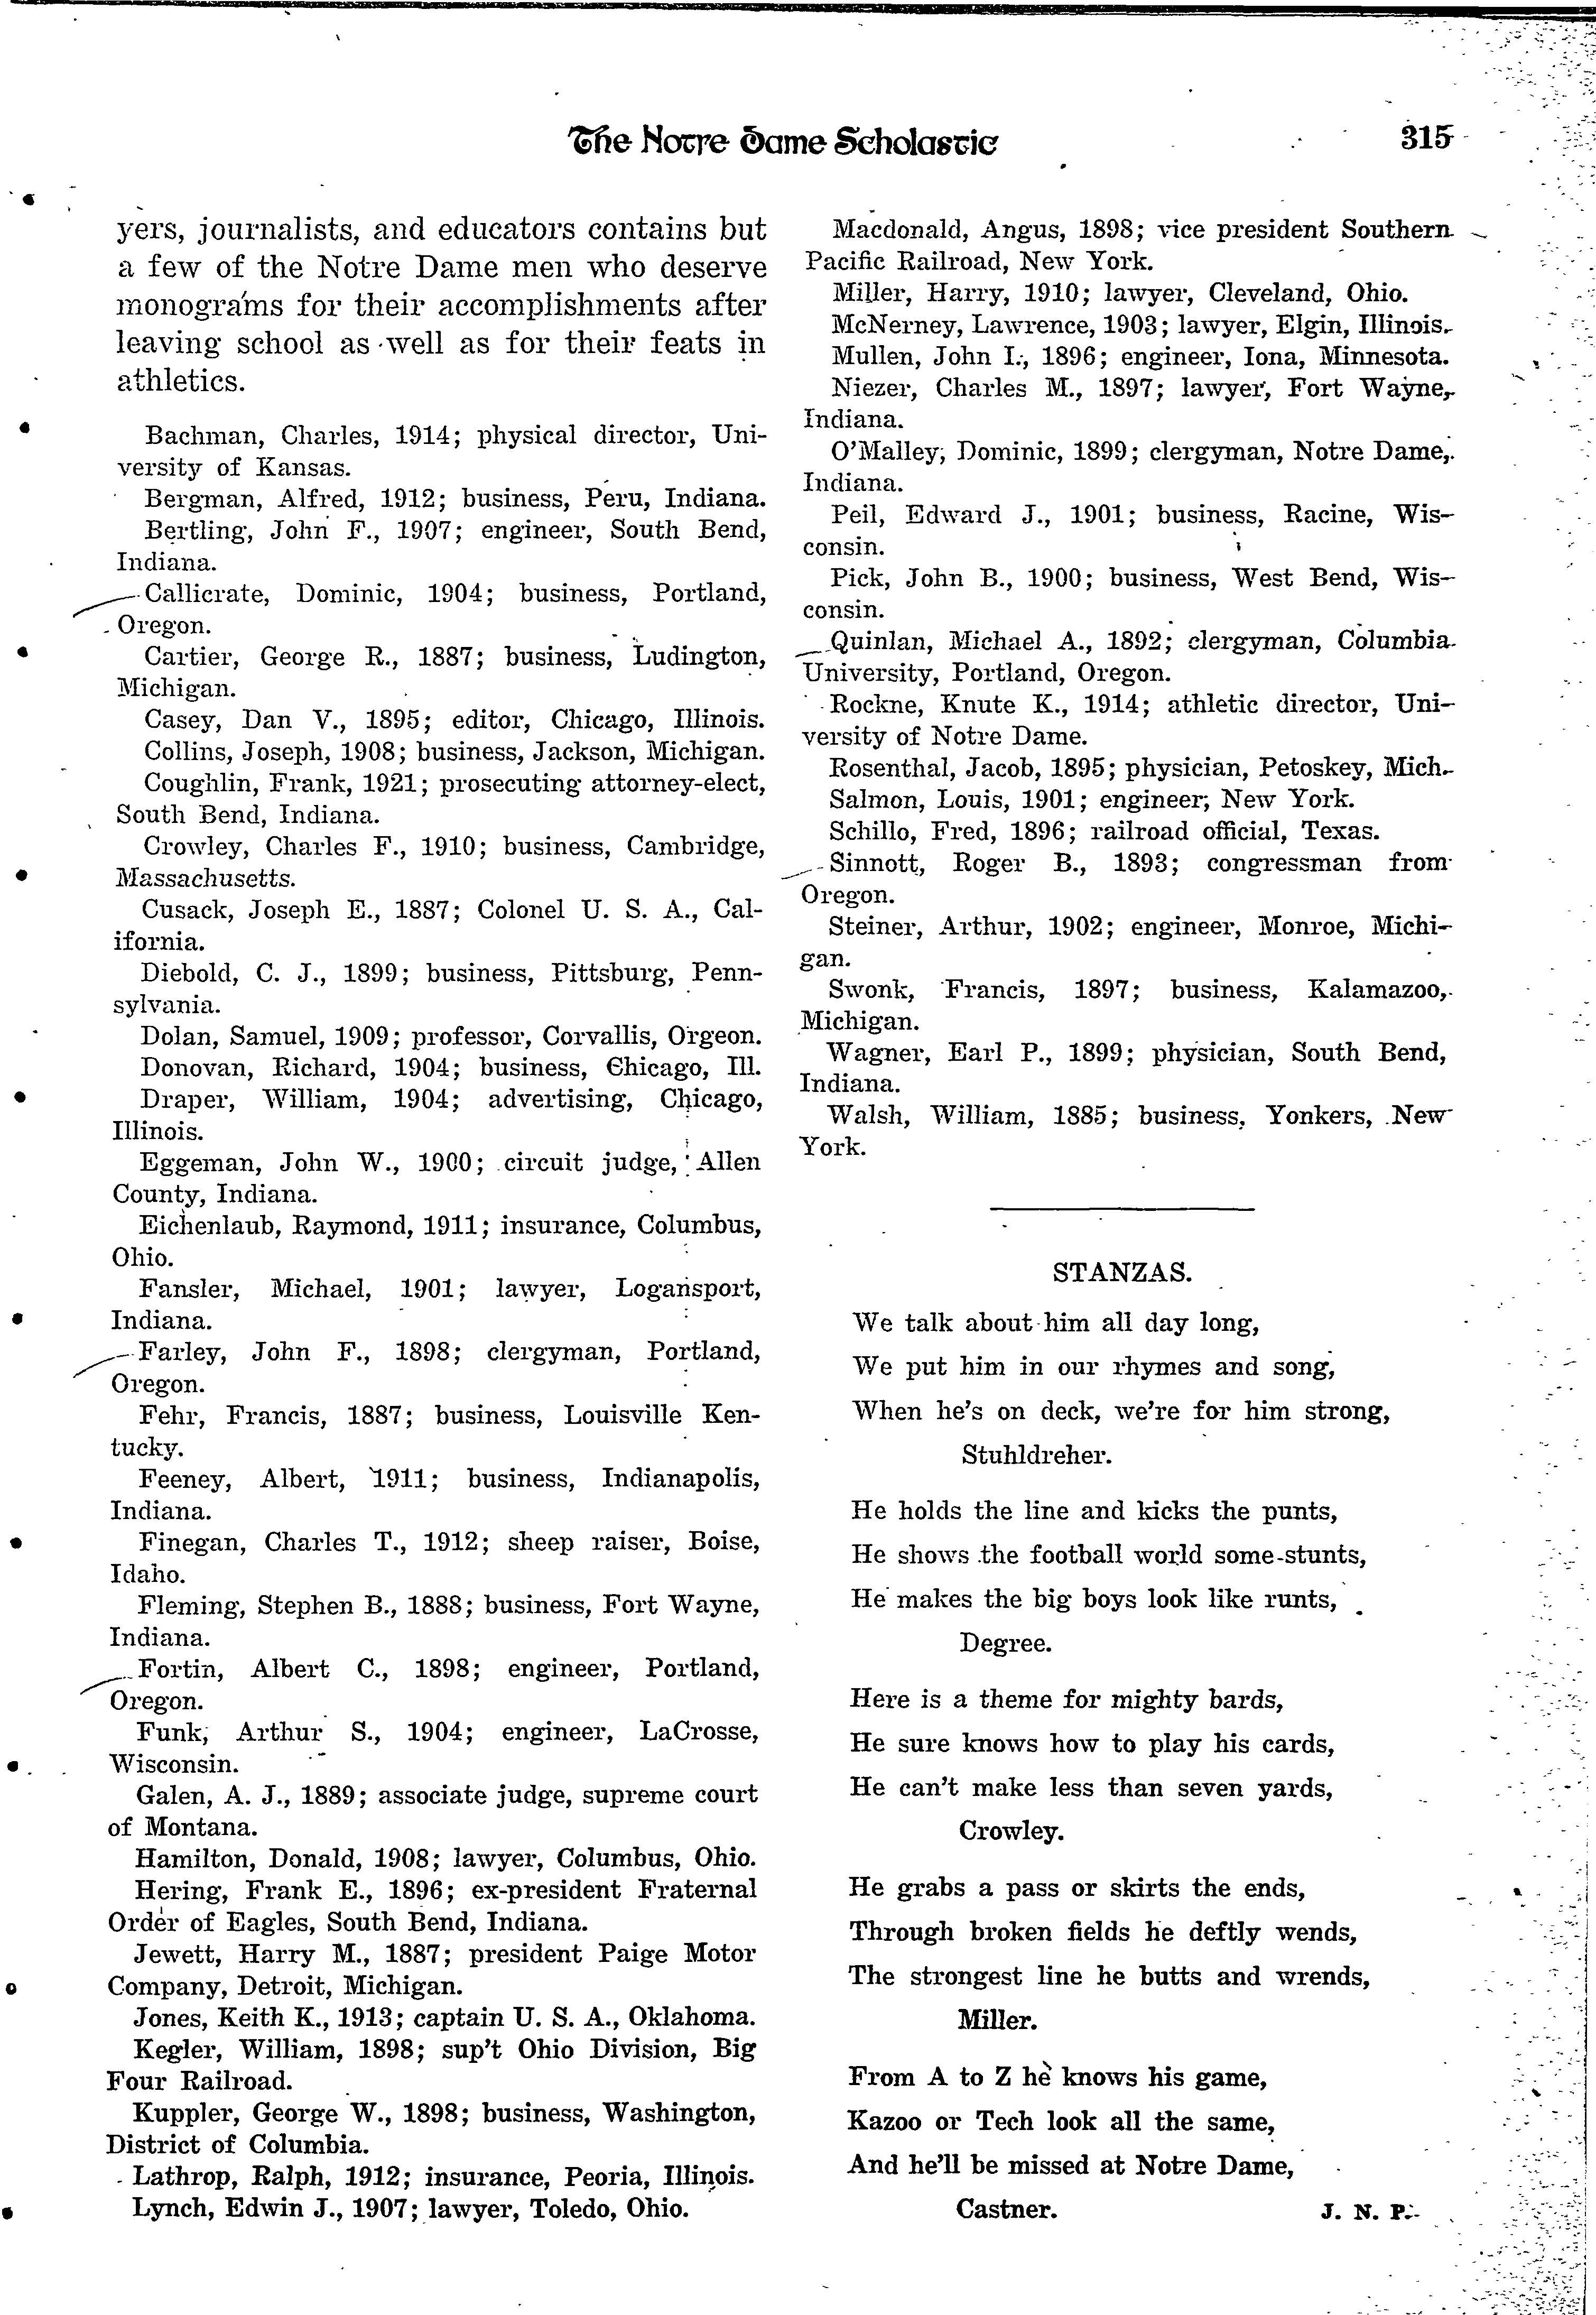 The Notre Dame Scholastic
315
yers, journalists, and educators contains but
a few of the Notre Dame men who deserve
monograms for their accomplishments after
leaving school as well as for their feats in
athletics.
Bachman, Charles, 1914; physical director, Uni-
versity of Kansas.
Bergman, Alfred, 1912; business, Peru, Indiana.
Bertling, John F., 1907; engineer, South Bend,
Indiana.
Callicrate, Dominic, 1904; business, Portland,
Oregon.
Cartier, George R., 1887; business, Ludington,
Michigan.
Casey, Dan V., 1895; editor, Chicago, Illinois.
Collins, Joseph, 1908; business, Jackson, Michigan.
Coughlin, Frank, 1921; prosecuting attorney-elect,
South Bend, Indiana.
Crowley, Charles F., 1910; business, Cambridge,
Massachusetts.
Cusack, Joseph E., 1887; Colonel U. S. A., Cal-
ifornia.
Diebold, C. J., 1899; business, Pittsburg, Penn-
sylvania.
Dolan, Samuel, 1909; professor, Corvallis, Orgeon.
Donovan, Richard, 1904; business, Chicago, Ill.
Draper, William, 1904; advertising, Chicago,
Illinois.
Eggeman, John W., 1900; circuit judge, Allen
County, Indiana.
Eichenlaub, Raymond, 1911; insurance, Columbus,
Ohio.
Fansler, Michael, 1901; lawyer, Logansport,
Indiana.
Farley, John F., 1898; clergyman, Portland,
Oregon.
Fehr, Francis, 1887; business, Louisville Ken-
tucky.
Feeney, Albert, 1911; business, Indianapolis,
Indiana.
Finegan, Charles T., 1912; sheep raiser, Boise,
Idaho.
Fleming, Stephen B., 1888; business, Fort Wayne,
Indiana.
Fortin, Albert C., 1898; engineer, Portland,
Oregon.
Funk, Arthur S., 1904; engineer, LaCrosse,
Wisconsin.
Galen, A. J., 1889; associate judge, supreme court
of Montana.
Hamilton, Donald, 1908; lawyer, Columbus, Ohio.
Hering, Frank E., 1896; ex-president Fraternal
Order of Eagles, South Bend, Indiana.
Jewett, Harry M., 1887; president Paige Motor
Company, Detroit, Michigan.
Jones, Keith K., 1913; captain U. S. A., Oklahoma.
Kegler, William, 1898; sup't Ohio Division, Big
Four Railroad.
Kuppler, George W., 1898; business, Washington,
District of Columbia.
Lathrop, Ralph, 1912; insurance, Peoria, Illinois.
Lynch, Edwin J., 1907; lawyer, Toledo, Ohio.
Macdonald, Angus, 1898; vice president Southern
Pacific Railroad, New York.
Miller, Harry, 1910; lawyer, Cleveland, Ohio.
McNerney, Lawrence, 1903; lawyer, Elgin, Illinois.
Mullen, John I., 1896; engineer, Iona, Minnesota.
Niezer, Charles M., 1897; lawyer, Fort Wayne,
Indiana.
O'Malley, Dominic, 1899; clergyman, Notre Dame,
Indiana.
Peil, Edward J., 1901; business, Racine, Wis-
consin.
Pick, John B., 1900; business, West Bend, Wis-
consin.
Quinlan, Michael A., 1892; clergyman, Columbia
University, Portland, Oregon.
Rockne, Knute K., 1914; athletic director, Uni-
versity of Notre Dame.
Rosenthal, Jacob, 1895; physician, Petoskey, Mich.
Salmon, Louis, 1901; engineer, New York.
Schillo, Fred, 1896; railroad official, Texas.
Sinnott, Roger B., 1893; congressman from
Oregon.
Steiner, Arthur, 1902; engineer, Monroe, Michi-
gan.
Swonk, Francis, 1897; business, Kalamazoo,
Michigan.
Wagner, Earl P., 1899; physician, South Bend,
Indiana.
Walsh, William, 1885; business, Yonkers, New
York.
STANZAS.
We talk about him all day long,
We put him in our rhymes and song,
When he's on deck, we're for him strong,
Stuhldreher.
He holds the line and kicks the punts,
He shows the football world some-stunts,
He makes the big boys look like runts,
Degree.
Here is a theme for mighty bards,
He sure knows how to play his cards,
He can't make less than seven yards,
Crowley.
He grabs a pass or skirts the ends,
Through broken fields he deftly wends,
The strongest line he butts and wrends,
Miller.
From A to Z he knows his game,
Kazoo or Tech look all the same,
And he'll be missed at Notre Dame,
Castner. J. N. P.